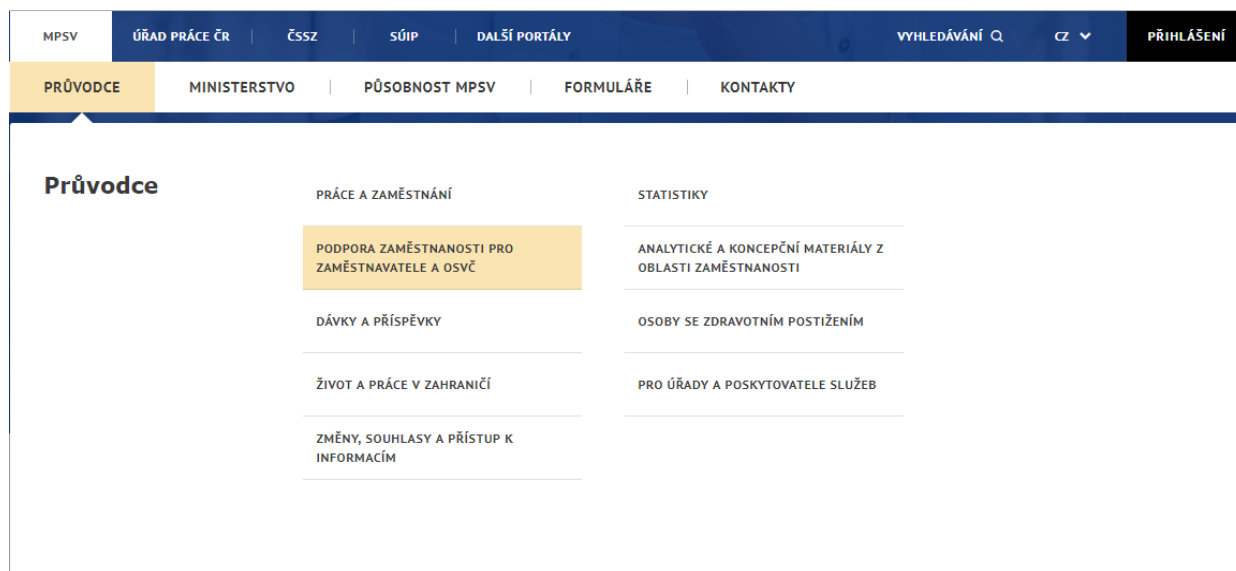 MPSV
ÚŘAD PRÁCE ČR
ČSSZ
SÚIP
DALŠÍ PORTÁLY
VYHLEDÁVÁNÍ
CZ
PŘIHLÁŠENÍ
PRŮVODCE
MINISTERSTVO
PŮSOBNOST MPSV
FORMULÁŘE
KONTAKTY
Průvodce
PRÁCE A ZAMĚSTNÁNÍ
PODPORA ZAMĚSTNANOSTI PRO
ZAMĚSTNAVATELE A OSVČ
DÁVKY A PŘÍSPĚVKY
ŽIVOT A PRÁCE V ZAHRANIČÍ
ZMĚNY, SOUHLASY A PŘÍSTUP K
INFORMACÍM
STATISTIKY
ANALYTICKÉ A KONCEPČNÍ MATERIÁLY Z
OBLASTI ZAMĚSTNANOSTI
OSOBY SE ZDRAVOTNÍM POSTIŽENÍM
PRO ÚŘADY A POSKYTOVATELE SLUŽEB